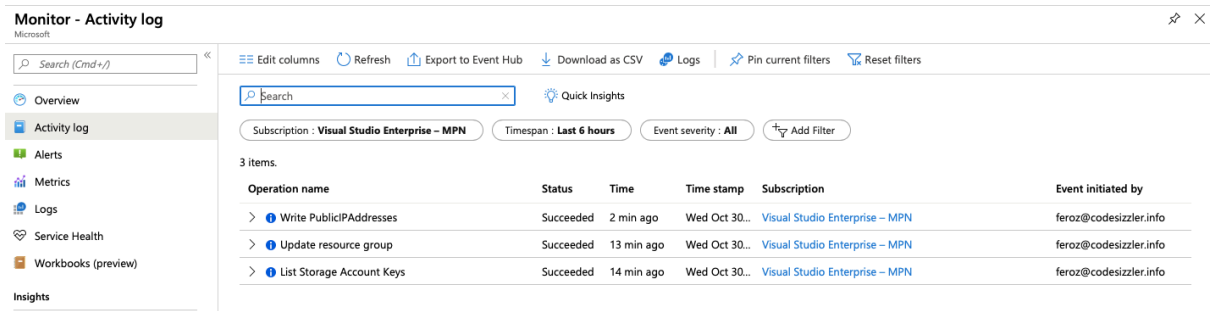 Monitor - Activity log
Microsoft
Search (Cmd+/)
Overview
Activity log
Alerts
Metrics
Logs
Service Health
Workbooks (preview)
Insights
Edit columns Refresh Export to Event Hub Download as CSV Logs Pin current filters Reset filters
Search Quick Insights
Subscription : Visual Studio Enterprise – MPN Timespan : Last 6 hours Event severity : All Add Filter
3 items.
Operation name Status Time Time stamp Subscription Event initiated by
Write PublicIPAddresses Succeeded 2 min ago Wed Oct 30... Visual Studio Enterprise – MPN feroz@codesizzler.info
Update resource group Succeeded 13 min ago Wed Oct 30... Visual Studio Enterprise – MPN feroz@codesizzler.info
List Storage Account Keys Succeeded 14 min ago Wed Oct 30... Visual Studio Enterprise – MPN feroz@codesizzler.info